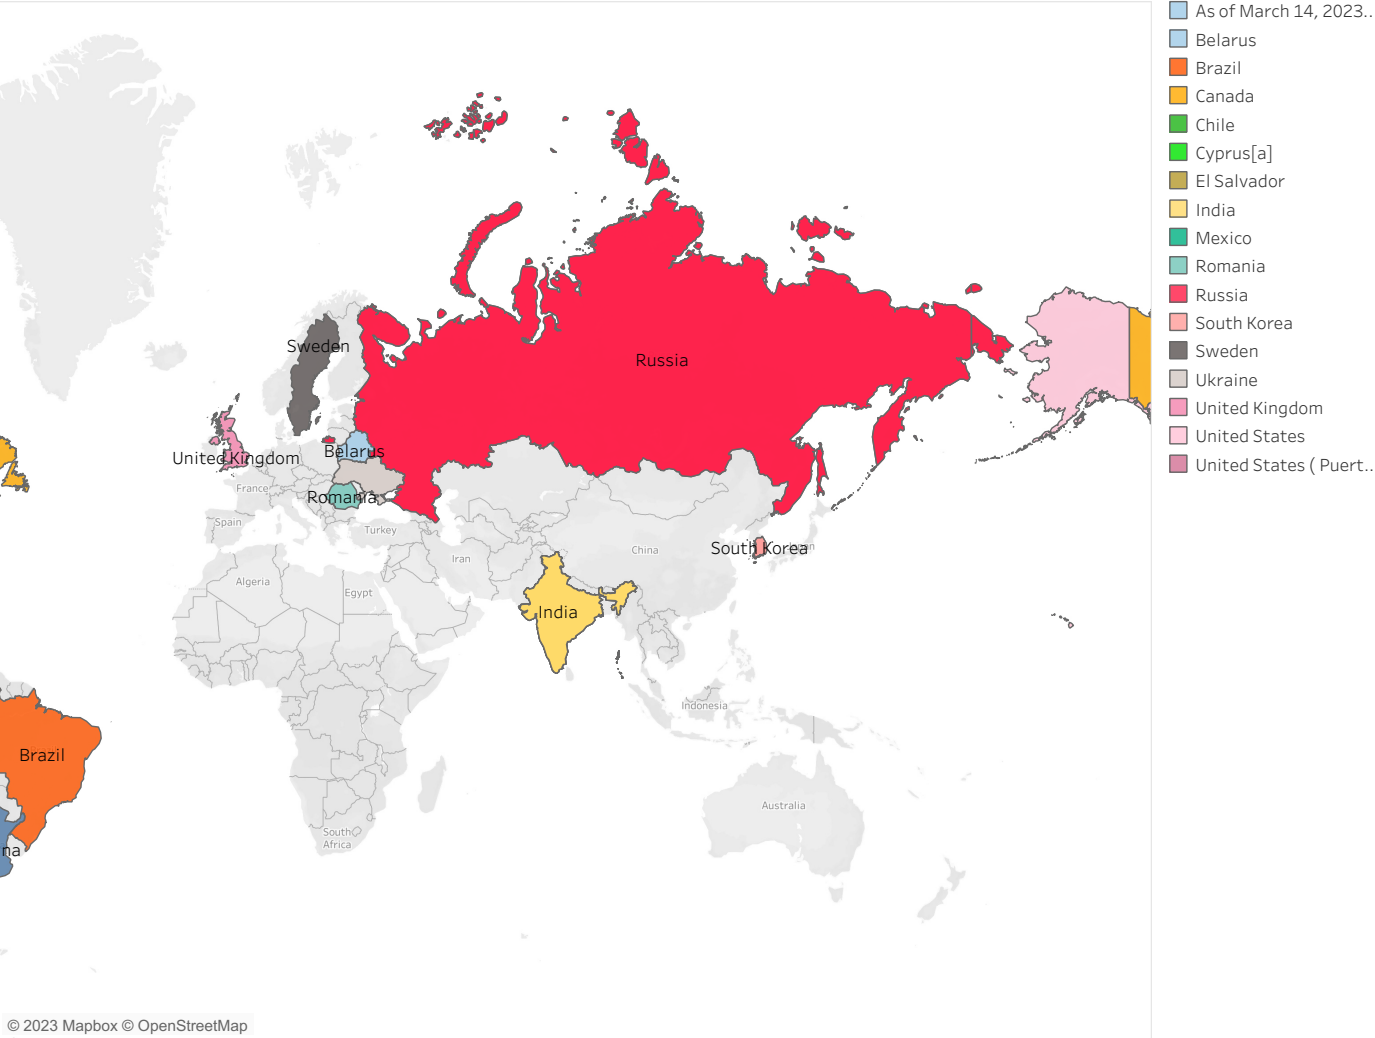 Sweden
Russia
United Kingdom
Belarus
France
Romania
Spain
Turkey
South Korea
China
Iran
Algeria
Egypt
India
Indonesia
Brazil
Australia
South
Africa
na
© 2023 Mapbox © OpenStreetMap
As of March 14, 2023..
Belarus
Brazil
Canada
Chile
Cyprus[a]
El Salvador
India
Mexico
Romania
Russia
South Korea
Sweden
Ukraine
United Kingdom
United States
United States ( Puert..